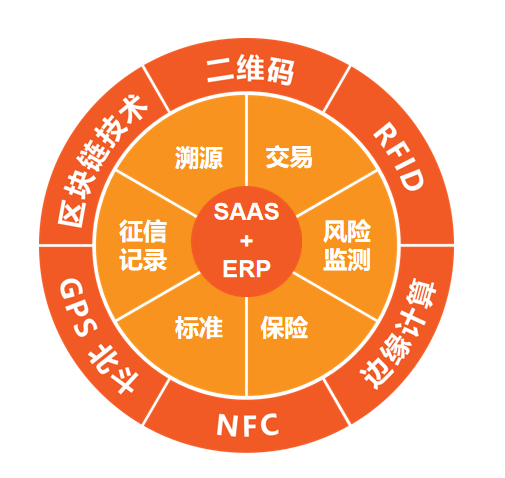 二维码
RFID
边缘计算
NFC
GPS 北斗
区块链技术
溯源
交易
风险
监测
保险
标准
征信
记录
SAAS
+
ERP